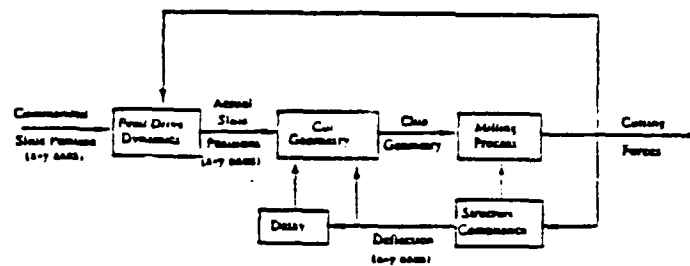 Commanded
Slide Positions
(x-y axes)
Feed Drive
Dynamics
Actual
Slide
Positions
(x-y axes)
Cut
Geometry
Chip
Geometry
Milling
Process
Cutting
Forces
Delay
Deflection
(x-y axes)
Structure